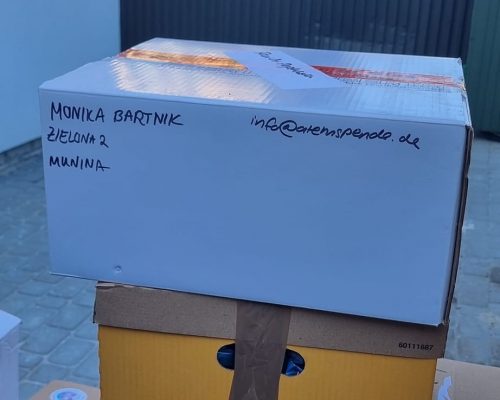 MONIKA BARTNIK
ZIELONA 2
MUNINA
info@atemspende.de
60111687